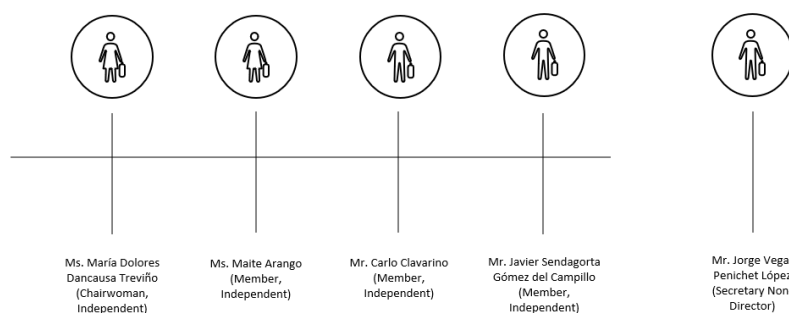 Ms. María Dolores
Dancausa Treviño
(Chairwoman,
Independent)
Ms. Maite Arango
(Member,
Independent)
Mr. Carlo Clavarino
(Member,
Independent)
Mr. Javier Sendagorta
Gómez del Campillo
(Member,
Independent)
Mr. Jorge Vega-
Penichet López
(Secretary Non-
Director)